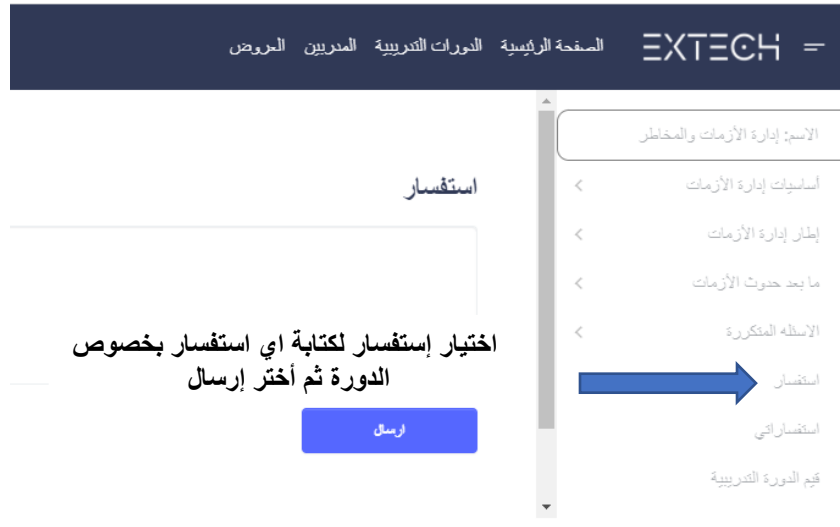 EXTECH
الصفحة الرئيسية الدورات التدريبية المدربين العروض
الاسم: إدارة الأزمات والمخاطر
أساسيات إدارة الأزمات
إطار إدارة الأزمات
ما بعد حدوث الأزمات
الاسئله المتكررة
استفسار
استفساراتي
قيم الدورة التدريبية
استفسار
اختيار إستفسار لكتابة اي استفسار بخصوص
الدورة ثم أختر إرسال
ارسال